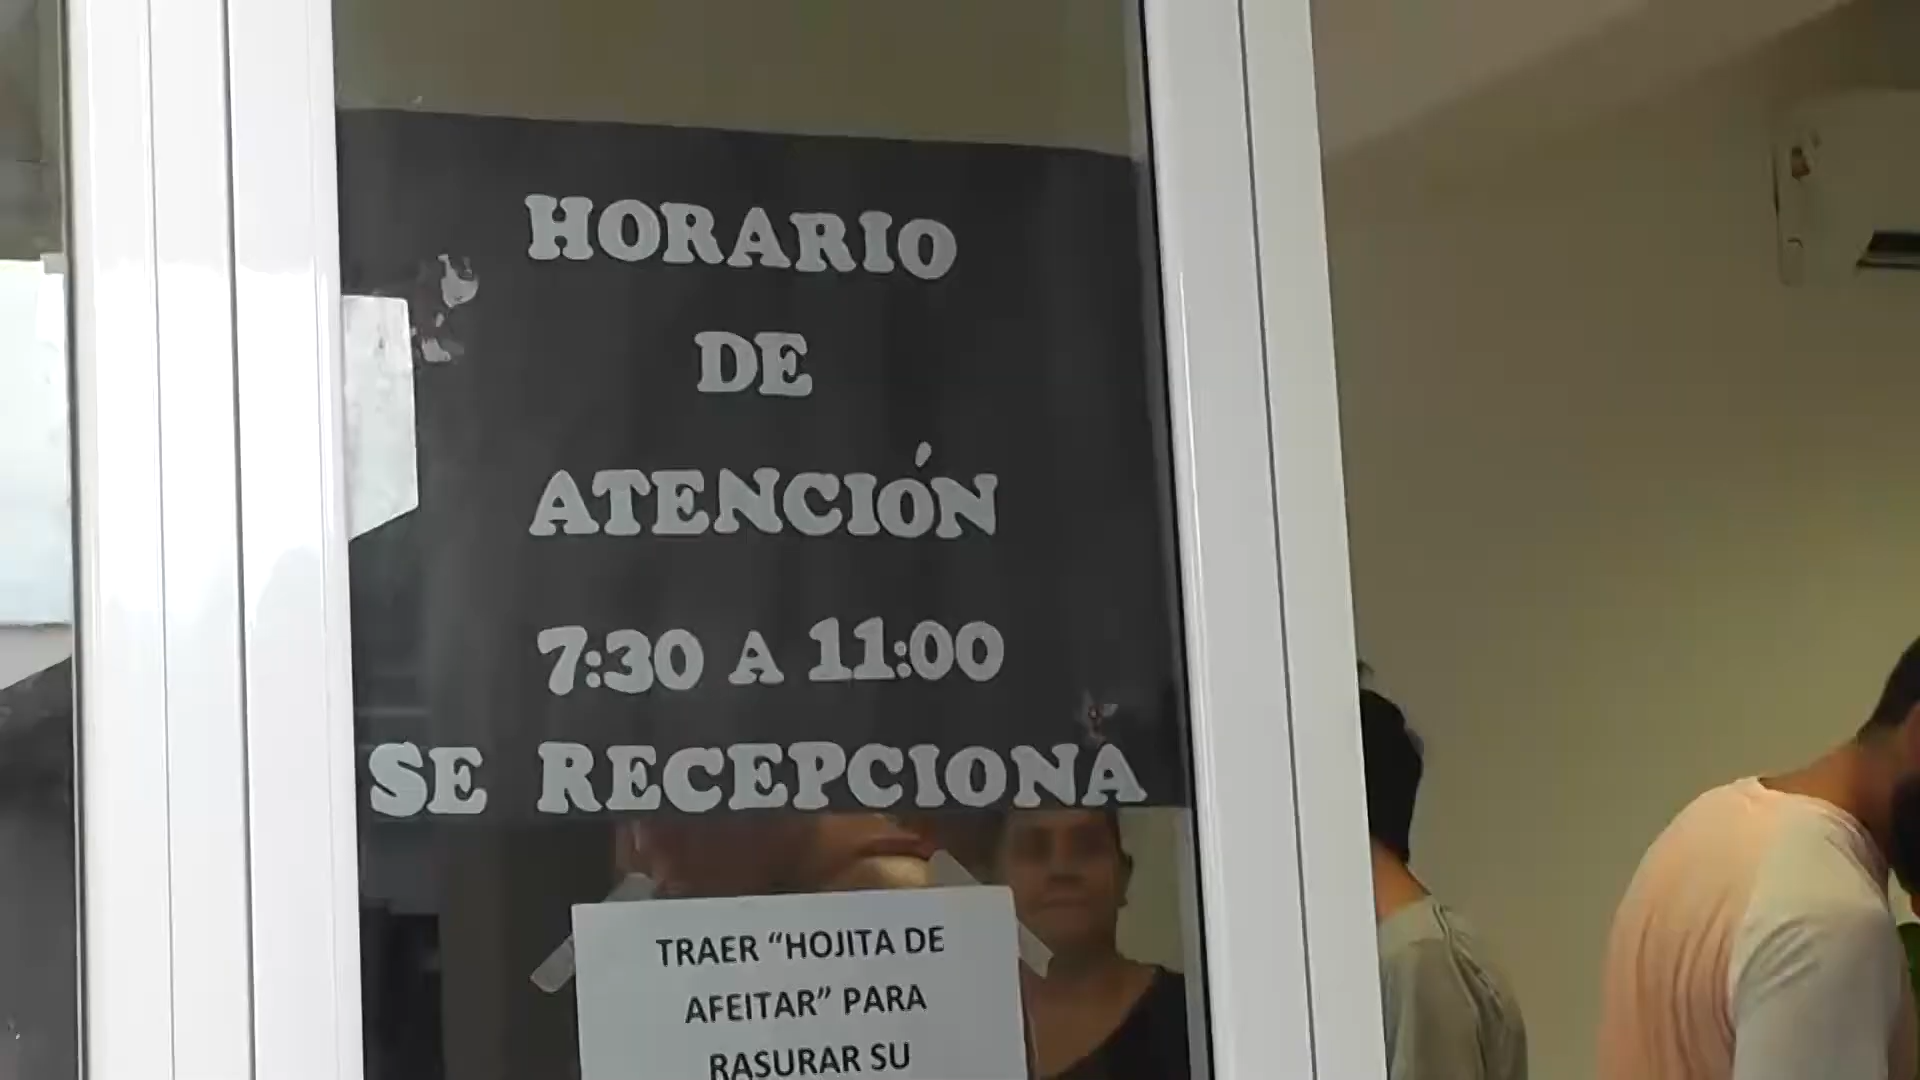 HORARIO
DE
ATENCIÓN
7:30 A 11:00
SE RECEPCIONA
TRAER “HOJITA DE
AFEITAR” PARA
RASURAR SU